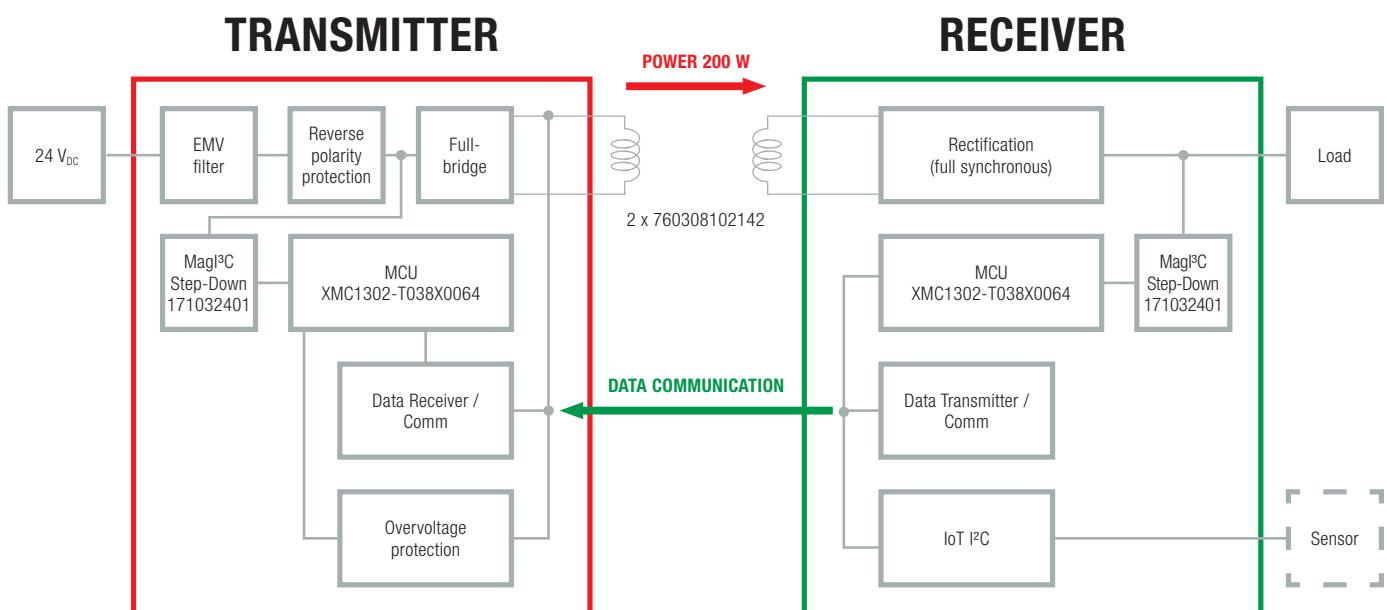 TRANSMITTER
RECEIVER
POWER 200 W
24 VDC
EMV
filter
Reverse
polarity
protection
Full-
bridge
Rectification
(full synchronous)
Load
2 x 760308102142
MagI³C
Step-Down
171032401
MCU
XMC1302-T038X0064
MCU
XMC1302-T038X0064
MagI³C
Step-Down
171032401
DATA COMMUNICATION
Data Receiver /
Comm
Data Transmitter /
Comm
Overvoltage
protection
IoT I²C
Sensor